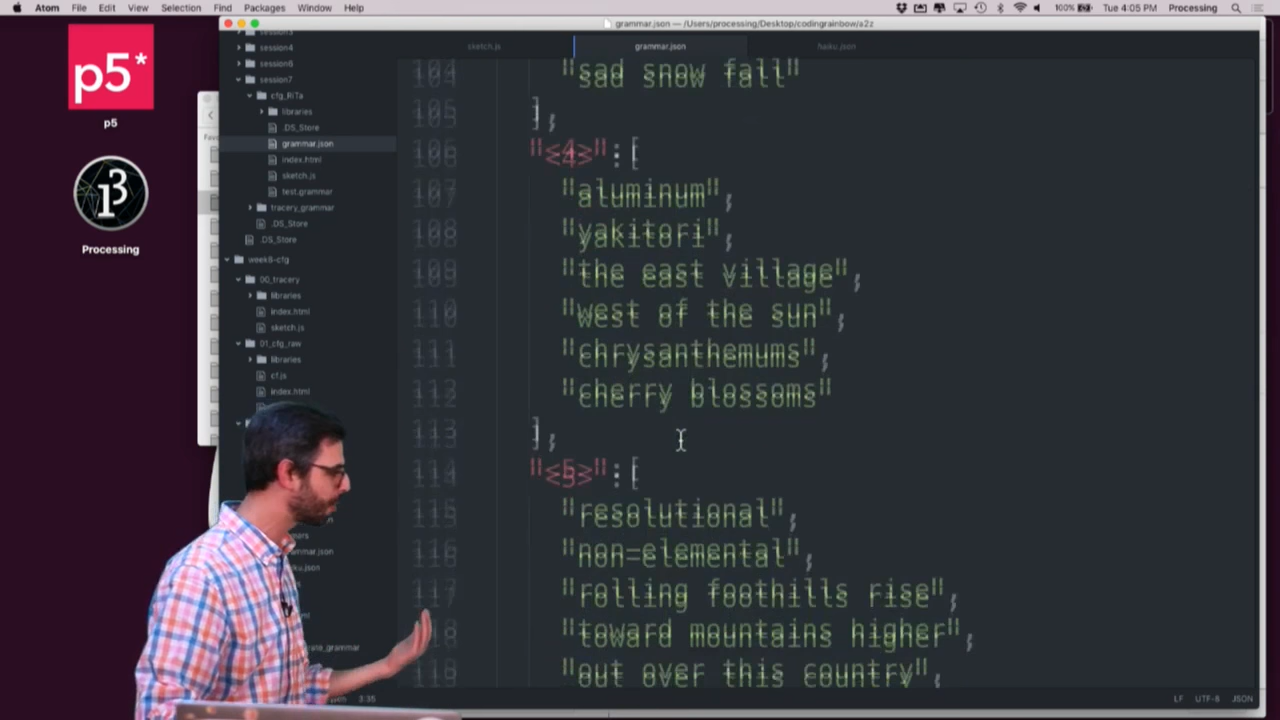 Atom File Edit View Selection Find Packages Window Help 100% Tue 4:05 PM Processing
grammar.json — /Users/processing/Desktop/codingrainbow/a2z
sketch.js grammar.json haiku.json
p5*
p5
Processing
session3
session4
session6
session7
cfg_RiTa
libraries
.DS_Store
grammar.json
index.html
sketch.js
test.grammar
tracery_grammar
.DS_Store
.DS_Store
week8-cfg
00_tracery
libraries
index.html
sketch.js
01_cfg_raw
libraries
cf.js
index.html
104 "sad snow fall"
105 ],
106 "<4>":[
107 "aluminum",
108 "yakitori",
109 "the east village",
110 "west of the sun",
111 "chrysanthemums",
112 "cherry blossoms"
113 ],
114 "<5>":[
115 "resolutional",
116 "non-elemental",
117 "rolling foothills rise",
118 "toward mountains higher",
119 "out over this country",
3:35 LF UTF-8 JSON